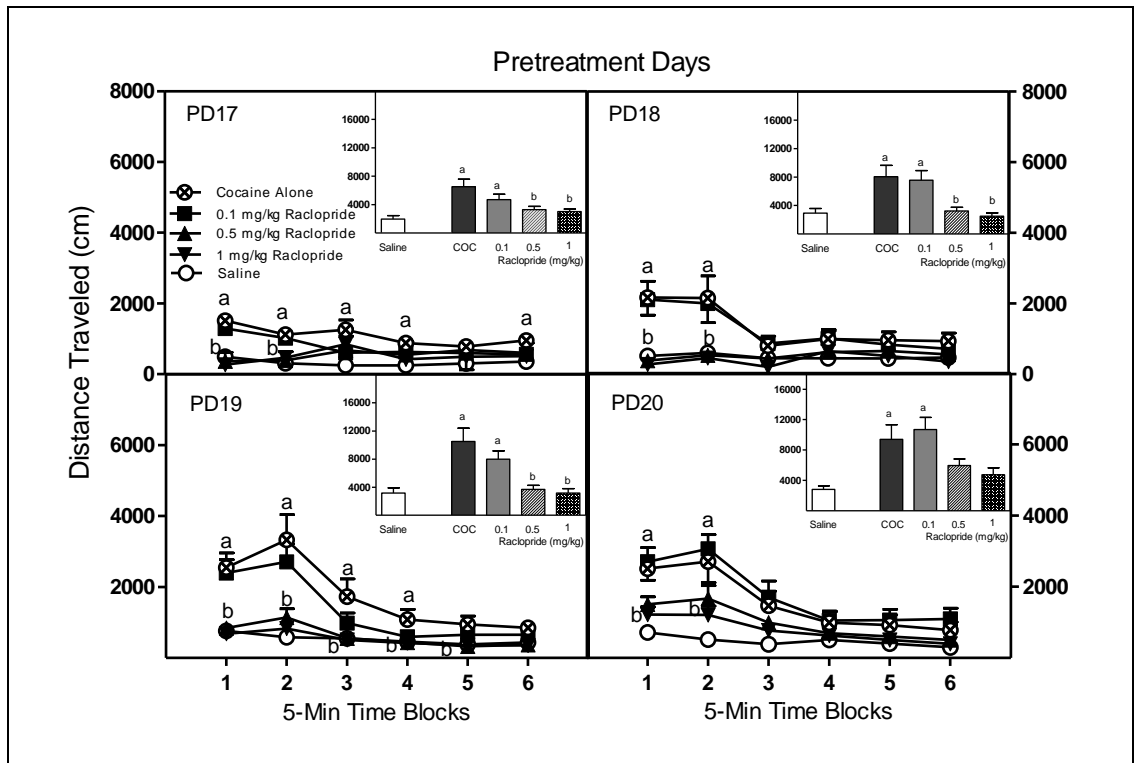 Pretreatment Days
Distance Traveled (cm)
8000
6000
4000
2000
0
PD17
Cocaine Alone
0.1 mg/kg Raclopride
0.5 mg/kg Raclopride
1 mg/kg Raclopride
Saline
16000
12000
8000
4000
a
a
b
b
Saline
COC
0.1
0.5
1
Raclopride (mg/kg)
a
a
a
a
a
b
b
PD18
16000
12000
8000
4000
a
a
b
b
Saline
COC
0.1
0.5
1
Raclopride (mg/kg)
a
a
b
b
8000
6000
4000
2000
0
PD19
6000
4000
2000
16000
12000
8000
4000
a
a
b
b
Saline
COC
0.1
0.5
1
Raclopride (mg/kg)
a
a
a
a
b
b
b
b
b
1
2
3
4
5
6
5-Min Time Blocks
PD20
16000
12000
8000
4000
a
a
Saline
COC
0.1
0.5
1
Raclopride (mg/kg)
a
a
b
b
6000
4000
2000
1
2
3
4
5
6
5-Min Time Blocks